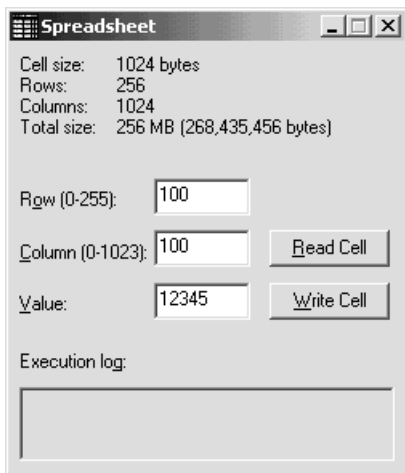 Spreadsheet
Cell size: 1024 bytes
Rows: 256
Columns: 1024
Total size: 256 MB (268,435,456 bytes)
Row (0-255): 100
Column (0-1023): 100 Read Cell
Value: 12345 Write Cell
Execution log: